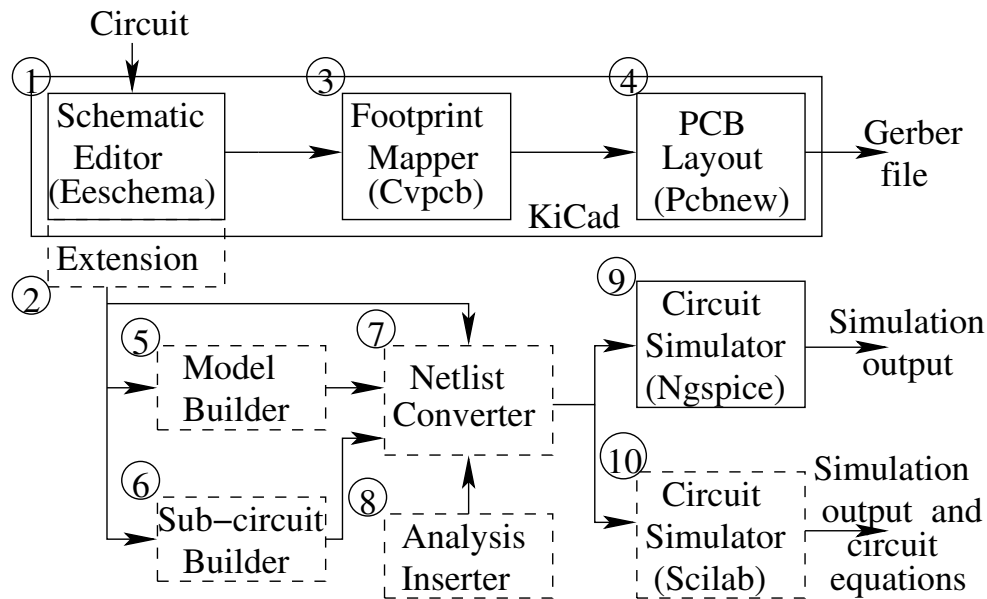 Circuit
1
Schematic
Editor
(Eeschema)
3
Footprint
Mapper
(Cvpcb)
4
PCB
Layout
(Pcbnew)
Gerber
file
KiCad
Extension
2
5
Model
Builder
6
Sub-circuit
Builder
7
Netlist
Converter
8
Analysis
Inserter
9
Circuit
Simulator
(Ngspice)
Simulation
output
10
Circuit
Simulator
(Scilab)
Simulation
output and
circuit
equations